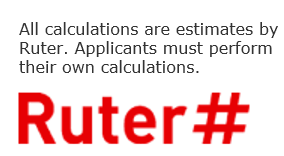 All calculations are estimates by
Ruter. Applicants must perform
their own calculations.
Ruter#